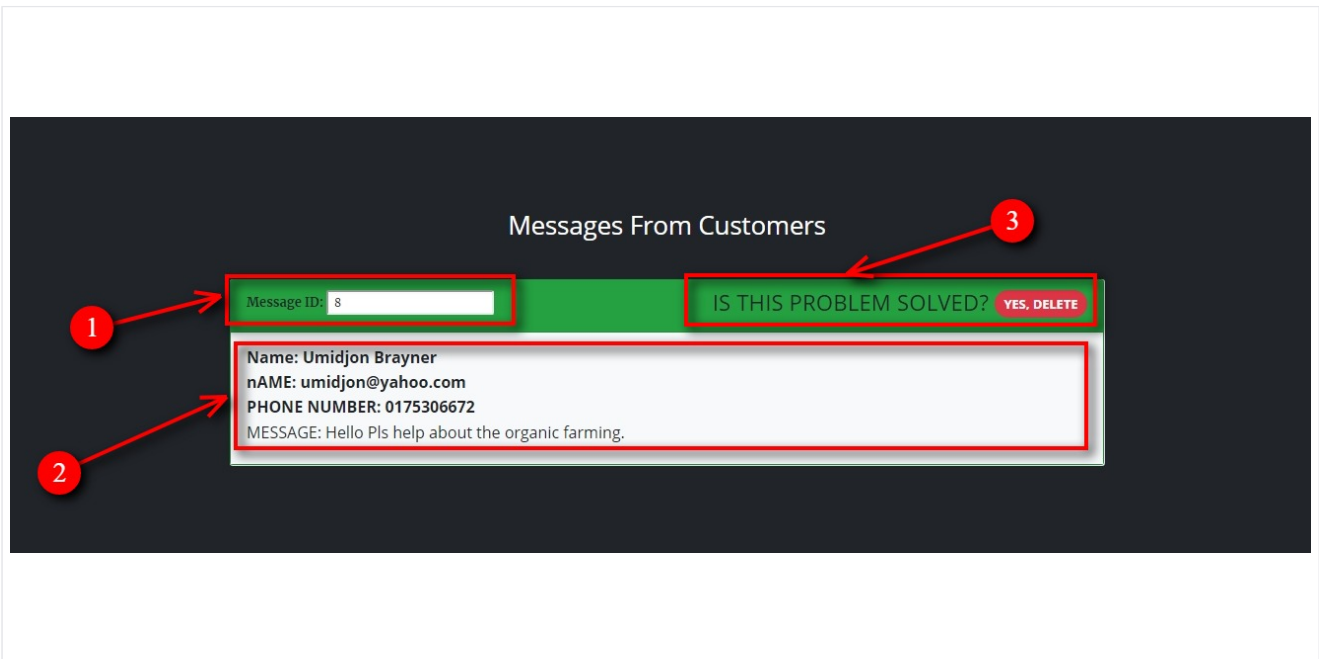 Messages From Customers
3
Message ID: 8
IS THIS PROBLEM SOLVED? YES, DELETE
1
Name: Umidjon Brayner
nAME: umidjon@yahoo.com
PHONE NUMBER: 0175306672
MESSAGE: Hello Pls help about the organic farming.
2